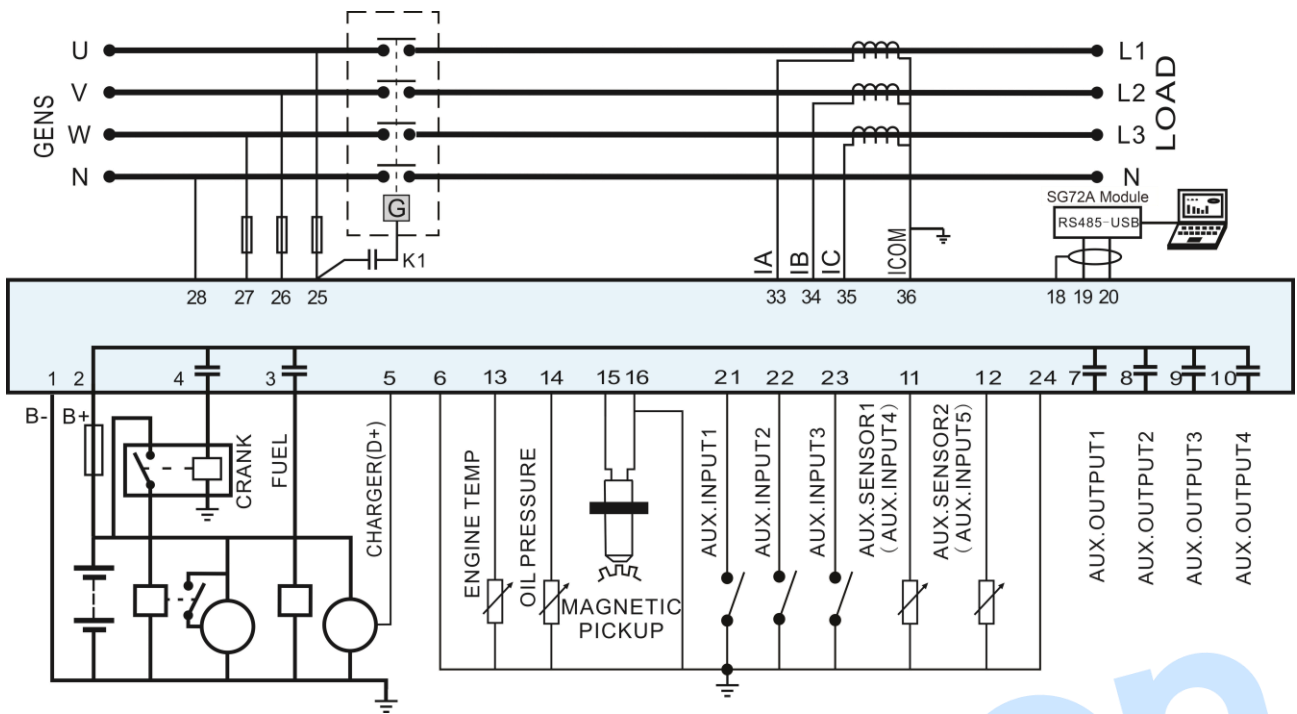 GENS
U
V
W
N
L1
L2
L3
N
LOAD
G
K1
SG72A Module
RS485-USB
IA
IB
IC
ICOM
28 27 26 25 33 34 35 36 18 19 20
1 2 4 3 5 6 13 14 15 16 21 22 23 11 12 24 7 8 9 10
B-
B+
CRANK
FUEL
CHARGER(D+)
ENGINE TEMP
OIL PRESSURE
MAGNETIC
PICKUP
AUX.INPUT1
AUX.INPUT2
AUX.INPUT3
AUX.SENSOR1
(AUX.INPUT4)
AUX.SENSOR2
(AUX.INPUT5)
AUX.OUTPUT1
AUX.OUTPUT2
AUX.OUTPUT3
AUX.OUTPUT4